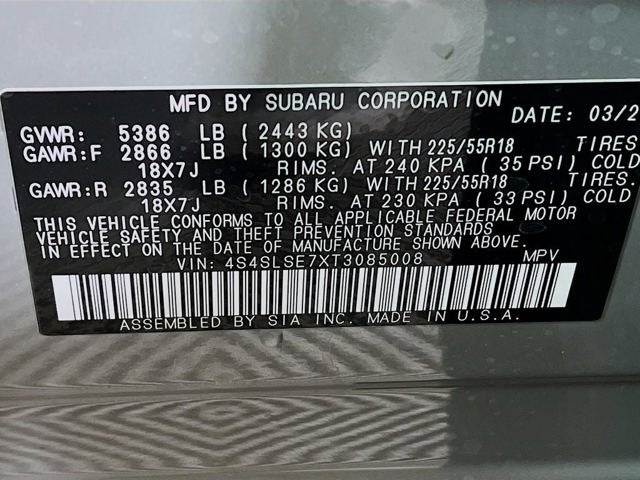 MFD BY SUBARU CORPORATION DATE: 03/2
GVWR: 5386 LB ( 2443 KG)
GAWR:F 2866 LB ( 1300 KG) WITH 225/55R18 TIRES
18X7J RIMS. AT 240 KPA ( 35 PSI) COLD
GAWR:R 2835 LB ( 1286 KG) WITH 225/55R18 TIRES.
18X7J RIMS. AT 230 KPA ( 33 PSI) COLD
THIS VEHICLE CONFORMS TO ALL APPLICABLE FEDERAL MOTOR
VEHICLE SAFETY AND THEFT PREVENTION STANDARDS
IN EFFECT ON THE DATE OF MANUFACTURE SHOWN ABOVE.
VIN: 4S4SLSE7XT3085008 MPV
ASSEMBLED BY SIA INC. MADE IN U.S.A.